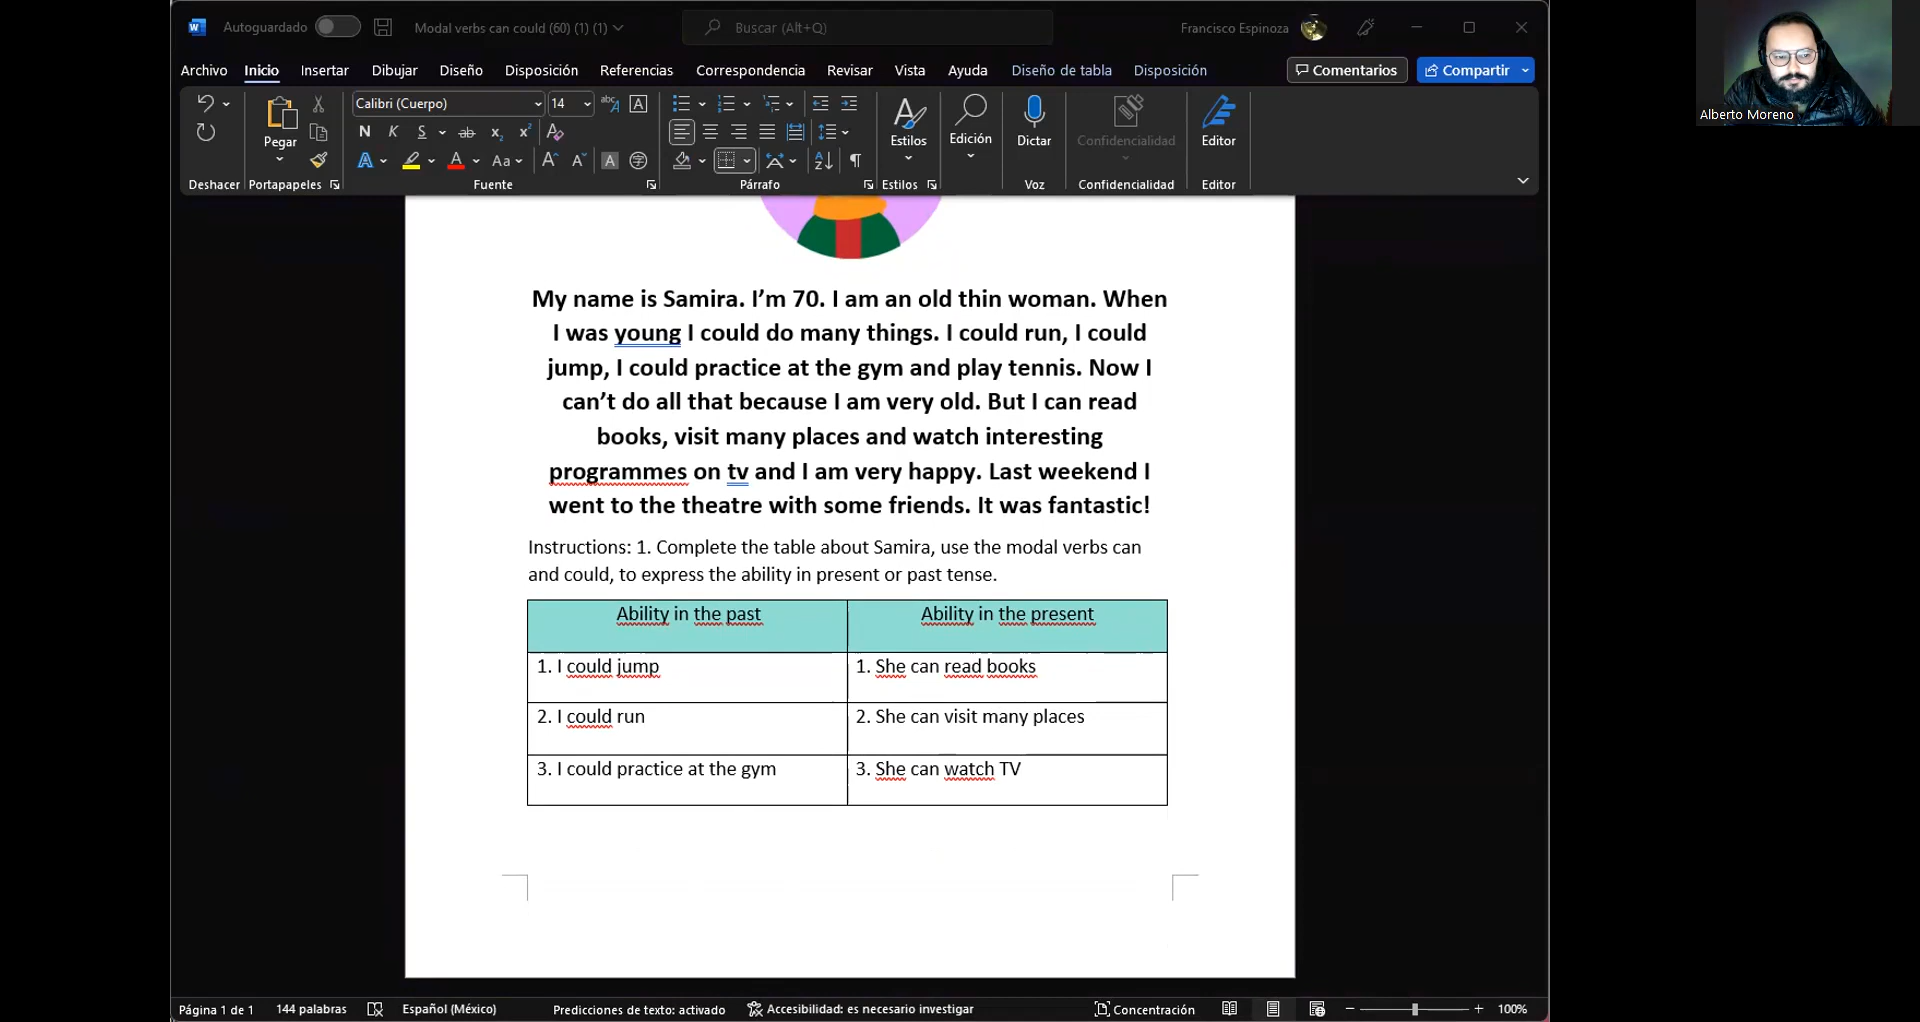 Autoguardado
Modal verbs can could (60) (1) (1)
Buscar (Alt+Q)
Francisco Espinoza
Alberto Moreno
Archivo Inicio Insertar Dibujar Diseño Disposición Referencias Correspondencia Revisar Vista Ayuda Diseño de tabla Disposición Comentarios Compartir
Calibri (Cuerpo) 14
Pegar
Estilos Edición Dictar Confidencialidad Editor
Deshacer Portapapeles Fuente Párrafo Estilos Voz Confidencialidad Editor
My name is Samira. I’m 70. I am an old thin woman. When
I was young I could do many things. I could run, I could
jump, I could practice at the gym and play tennis. Now I
can’t do all that because I am very old. But I can read
books, visit many places and watch interesting
programmes on tv and I am very happy. Last weekend I
went to the theatre with some friends. It was fantastic!
Instructions: 1. Complete the table about Samira, use the modal verbs can
and could, to express the ability in present or past tense.
Ability in the past Ability in the present
1. I could jump 1. She can read books
2. I could run 2. She can visit many places
3. I could practice at the gym 3. She can watch TV
Página 1 de 1 144 palabras Español (México) Predicciones de texto: activado Accesibilidad: es necesario investigar Concentración 100%